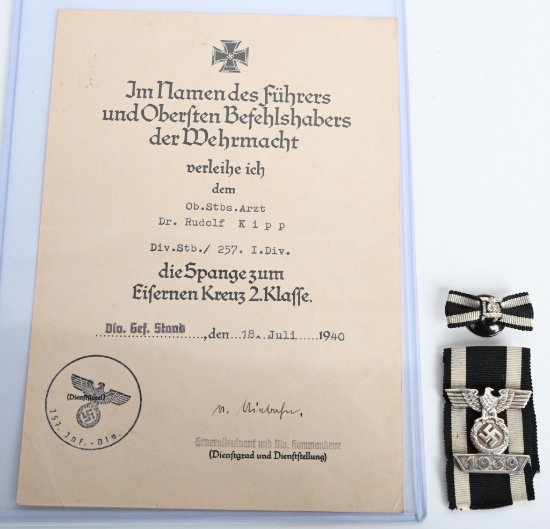 Im Namen des Führers
und Obersten Befehlshabers
der Wehrmacht
verleihe ich
dem
Ob.Stbs.Arzt
Dr. Rudolf K i p p
Div.Stb./ 257. I.Div.
die Spange zum
Eisernen Kreuz 2. Klasse.
Div. Gef. Stand ,den 18. Juli 1940
(Dienstsiegel)
257. Inf.-Div.
v.
Generalleutnant und Div. Kommandeur
(Dienstgrad und Dienststellung)
1939